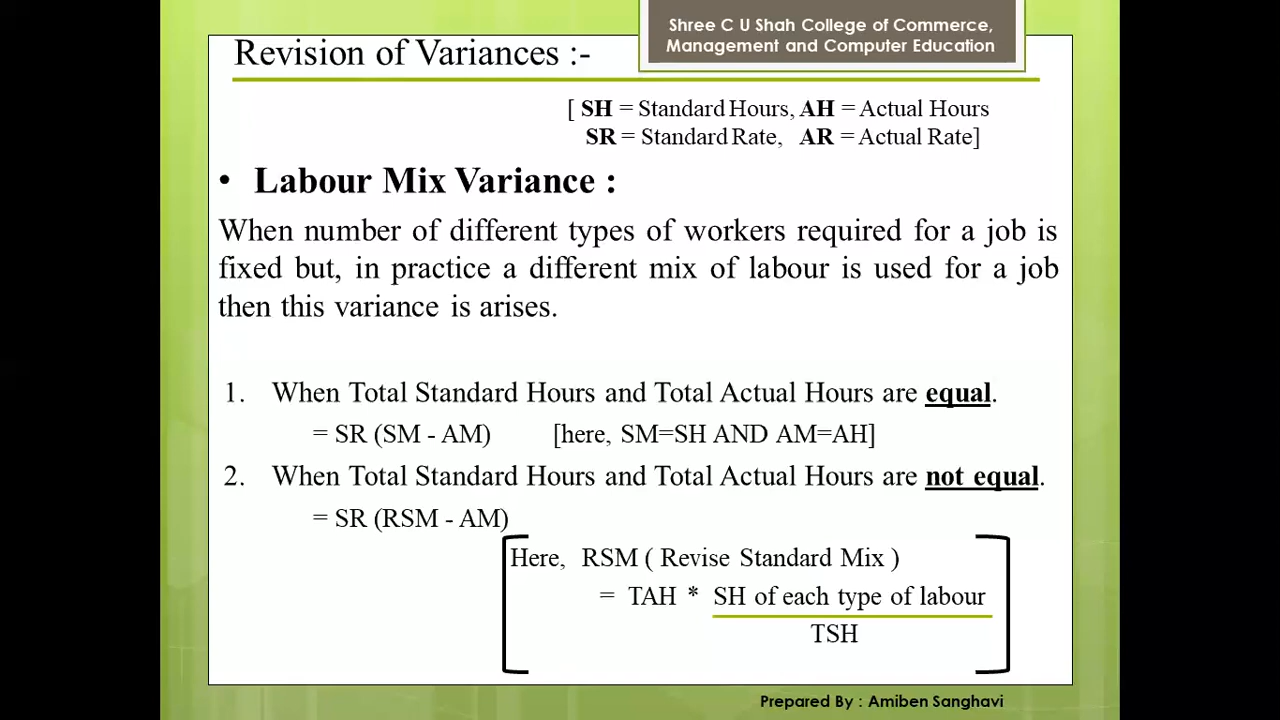 Shree C U Shah College of Commerce,
Management and Computer Education
Revision of Variances :-
[ SH = Standard Hours, AH = Actual Hours
SR = Standard Rate, AR = Actual Rate]
• Labour Mix Variance :
When number of different types of workers required for a job is
fixed but, in practice a different mix of labour is used for a job
then this variance is arises.
1. When Total Standard Hours and Total Actual Hours are equal.
= SR (SM - AM) [here, SM=SH AND AM=AH]
2. When Total Standard Hours and Total Actual Hours are not equal.
= SR (RSM - AM)
Here, RSM ( Revise Standard Mix )
= TAH * SH of each type of labour
TSH
Prepared By : Amiben Sanghavi